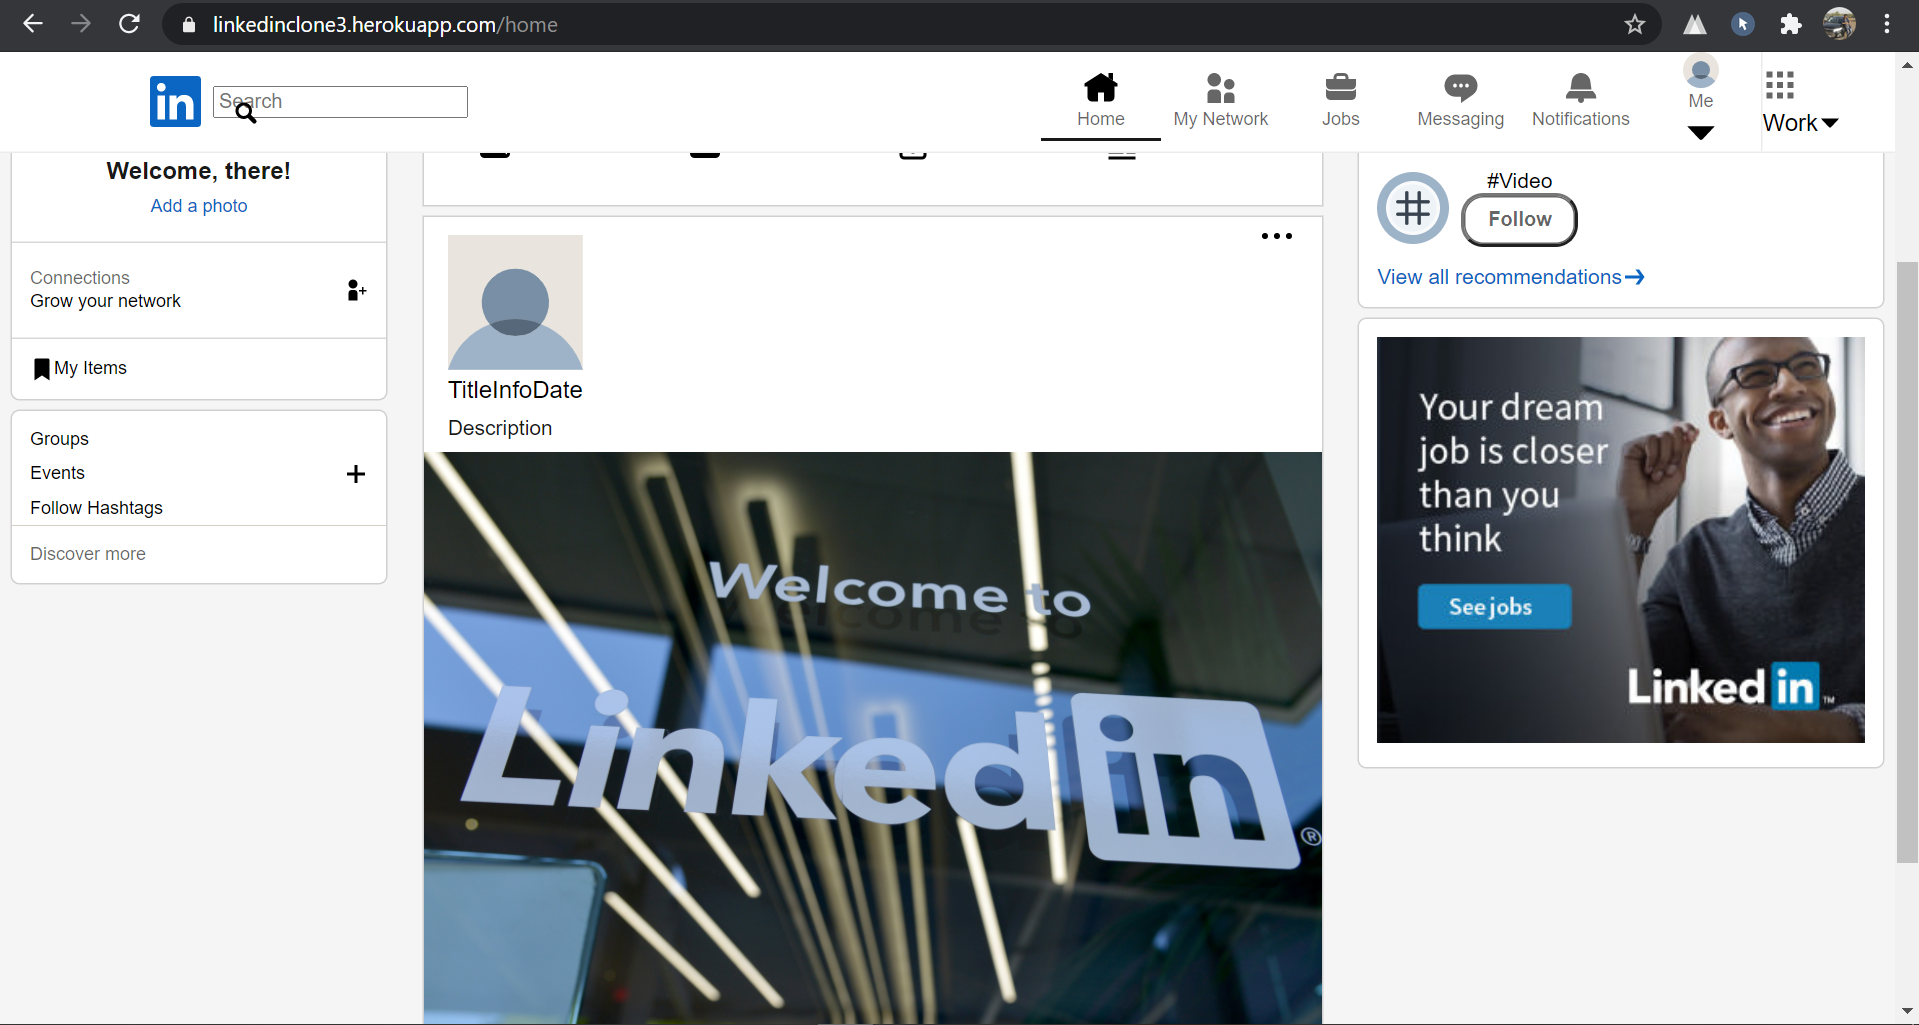 linkedinclone3.herokuapp.com/home
in
Search
Home
My Network
Jobs
Messaging
Notifications
Me
Work
Welcome, there!
Add a photo
Connections
Grow your network
My Items
Groups
Events
Follow Hashtags
Discover more
TitleInfoDate
Description
Welcome to
Linkedin®
#Video
Follow
View all recommendations
Your dream
job is closer
than you
think
See jobs
Linkedin™